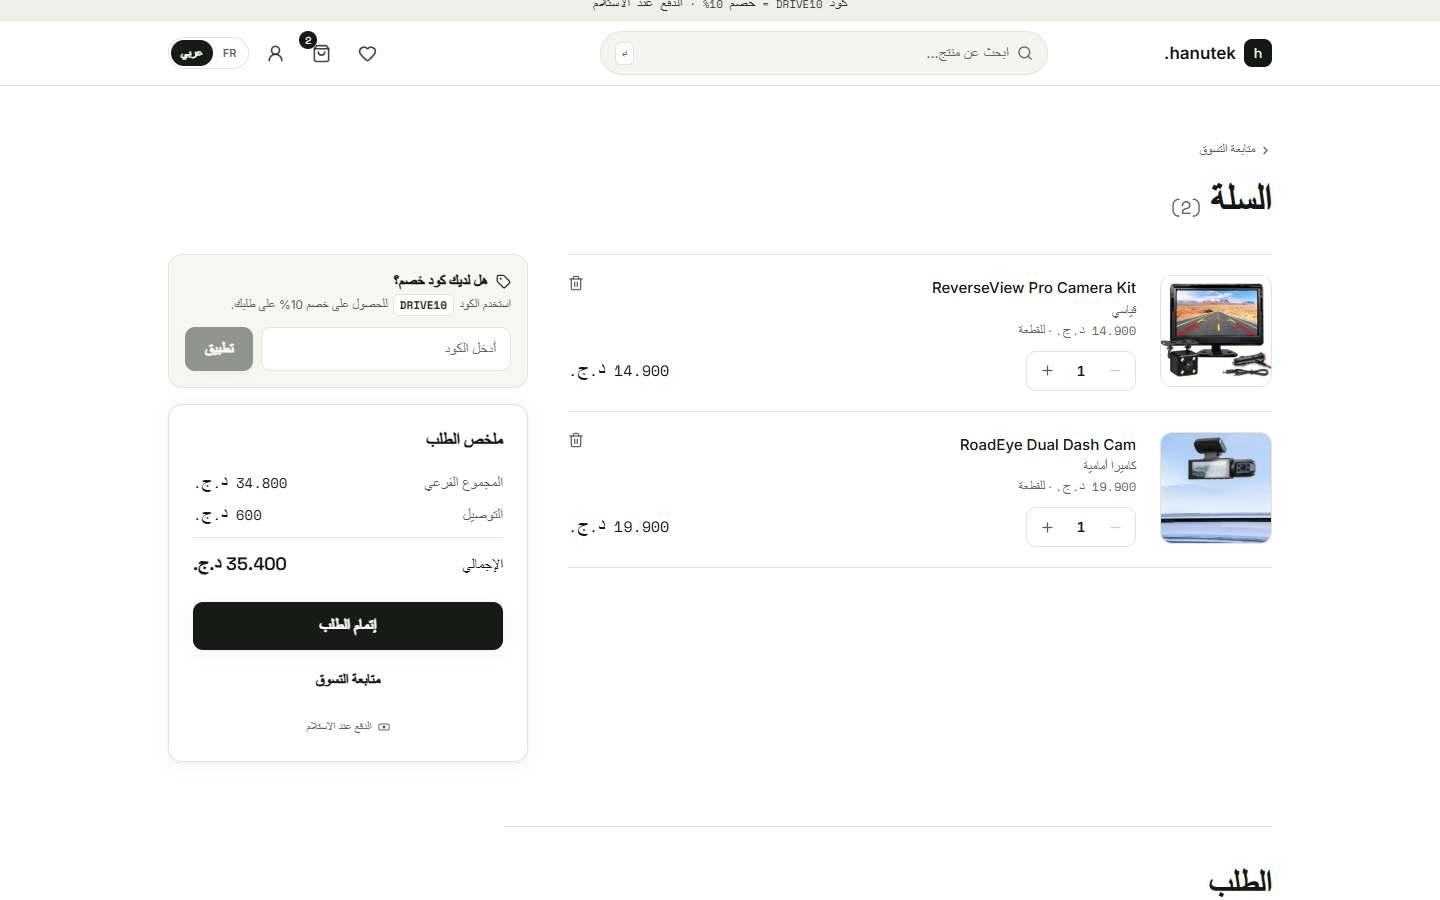 كود DRIVE10 = خصم 10% · الدفع عند الاستلام
h hanutek.
ابحث عن منتج...
2
FR عربي
متابعة التسوق
السلة (2)
ReverseView Pro Camera Kit
قياسي
14.900 د.ج. · للقطعة
1
14.900 د.ج.
RoadEye Dual Dash Cam
كاميرا أمامية
19.900 د.ج. · للقطعة
1
19.900 د.ج.
هل لديك كود خصم؟
استخدم الكود DRIVE10 للحصول على خصم 10% على طلبك.
أدخل الكود
تطبيق
ملخص الطلب
المجموع الفرعي 34.800 د.ج.
التوصيل 600 د.ج.
الإجمالي 35.400 د.ج.
إتمام الطلب
متابعة التسوق
الدفع عند الاستلام
الطلب